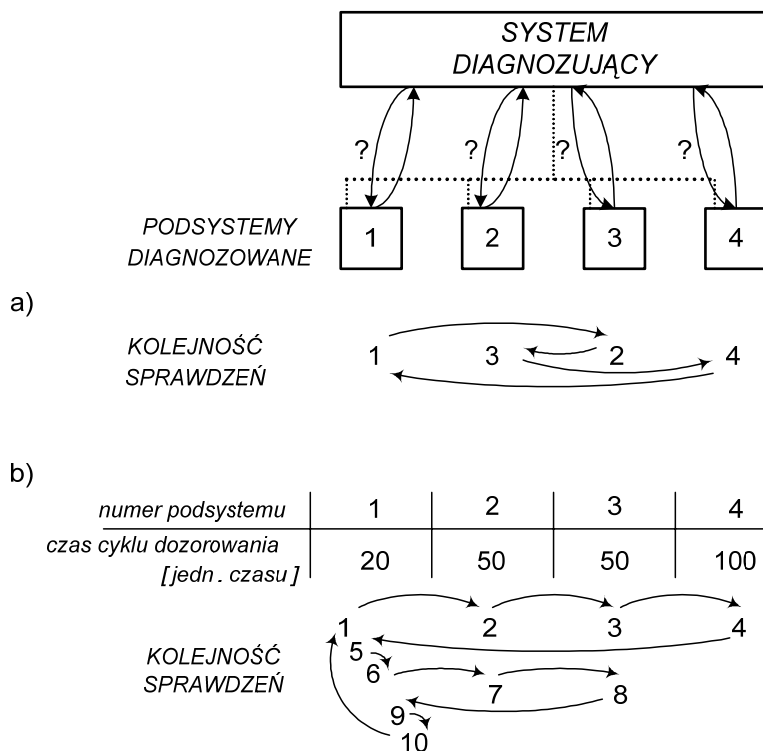 SYSTEM
DIAGNOZUJĄCY
? ? ? ?
PODSYSTEMY
DIAGNOZOWANE
1 2 3 4
a)
KOLEJNOŚĆ
SPRAWDZEŃ
1 3 2 4
b)
numer podsystemu 1 2 3 4
czas cyklu dozorowania
[jedn. czasu] 20 50 50 100
KOLEJNOŚĆ
SPRAWDZEŃ
1 2 3 4
5
6 7 8
9
10